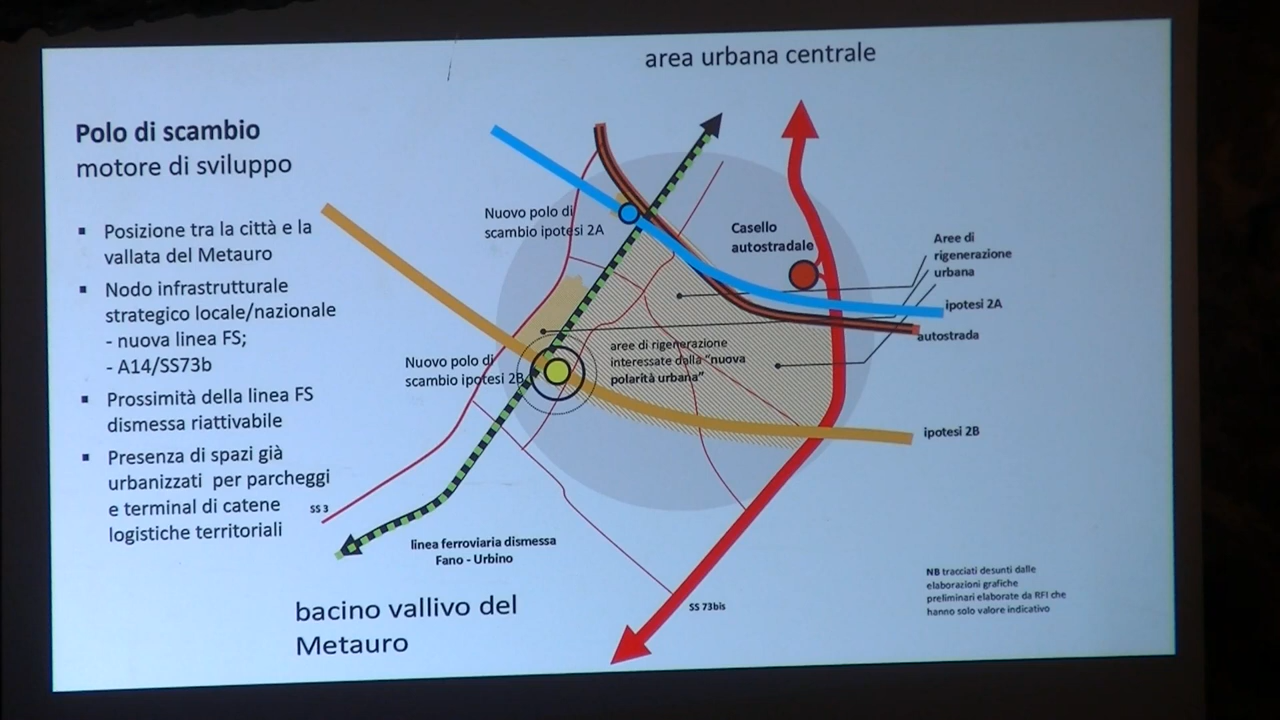 area urbana centrale
Polo di scambio
motore di sviluppo
▪ Posizione tra la città e la
vallata del Metauro
▪ Nodo infrastrutturale
strategico locale/nazionale
- nuova linea FS;
- A14/SS73b
▪ Prossimità della linea FS
dismessa riattivabile
▪ Presenza di spazi già
urbanizzati per parcheggi
e terminal di catene
logistiche territoriali
Nuovo polo di
scambio ipotesi 2A
Casello
autostradale
Aree di
rigenerazione
urbana
ipotesi 2A
autostrada
aree di rigenerazione
interessate dalla "nuova
polarità urbana"
Nuovo polo di
scambio ipotesi 2B
ipotesi 2B
SS 3
linea ferroviaria dismessa
Fano - Urbino
bacino vallivo del
Metauro
SS 73bis
NB tracciati desunti dalle
elaborazioni grafiche
preliminari elaborate da RFI che
hanno solo valore indicativo